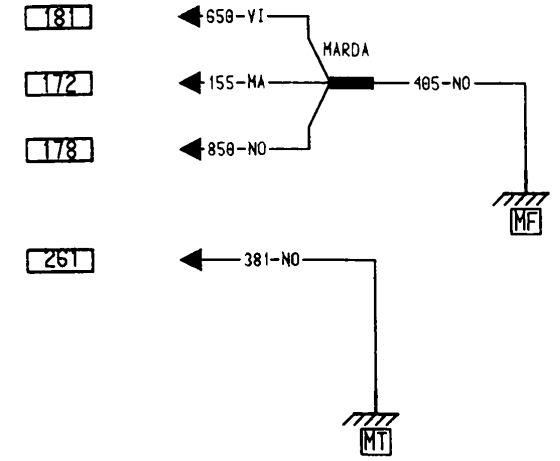 181
650-VI
MARDA
172
155-MA
405-NO
178
850-NO
MF
261
381-NO
MT